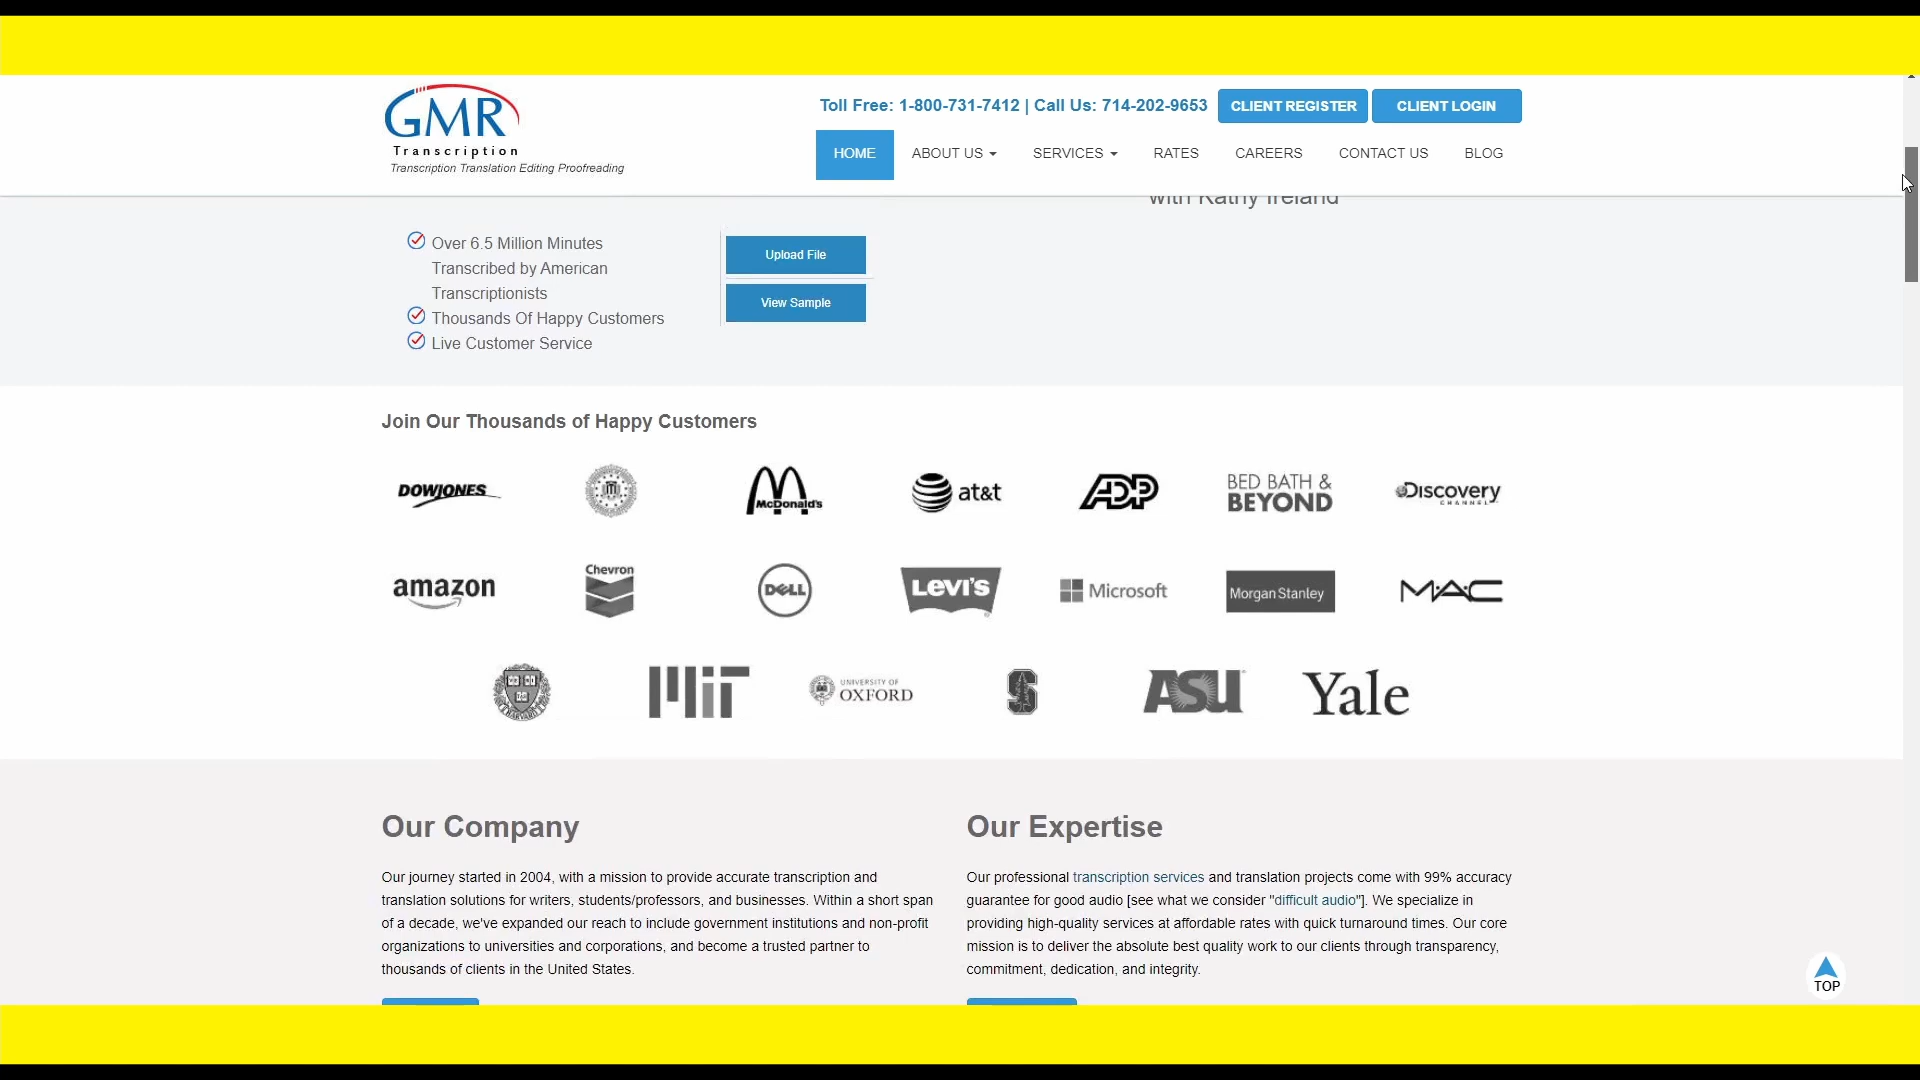 GMR
Transcription
Transcription Translation Editing Proofreading
Toll Free: 1-800-731-7412 | Call Us: 714-202-9653
CLIENT REGISTER
CLIENT LOGIN
HOME
ABOUT US
SERVICES
RATES
CAREERS
CONTACT US
BLOG
with Kathy Ireland
Over 6.5 Million Minutes
Transcribed by American
Transcriptionists
Thousands Of Happy Customers
Live Customer Service
Upload File
View Sample
Join Our Thousands of Happy Customers
DOWJONES
McDonald's
at&t
ADP
BED BATH &
BEYOND
Discovery
CHANNEL
amazon
Chevron
DELL
LEVI'S
Microsoft
Morgan Stanley
MAC
HARVARD
MIT
UNIVERSITY OF
OXFORD
S
ASU
Yale
Our Company
Our journey started in 2004, with a mission to provide accurate transcription and
translation solutions for writers, students/professors, and businesses. Within a short span
of a decade, we've expanded our reach to include government institutions and non-profit
organizations to universities and corporations, and become a trusted partner to
thousands of clients in the United States.
Our Expertise
Our professional transcription services and translation projects come with 99% accuracy
guarantee for good audio [see what we consider "difficult audio"]. We specialize in
providing high-quality services at affordable rates with quick turnaround times. Our core
mission is to deliver the absolute best quality work to our clients through transparency,
commitment, dedication, and integrity.
TOP